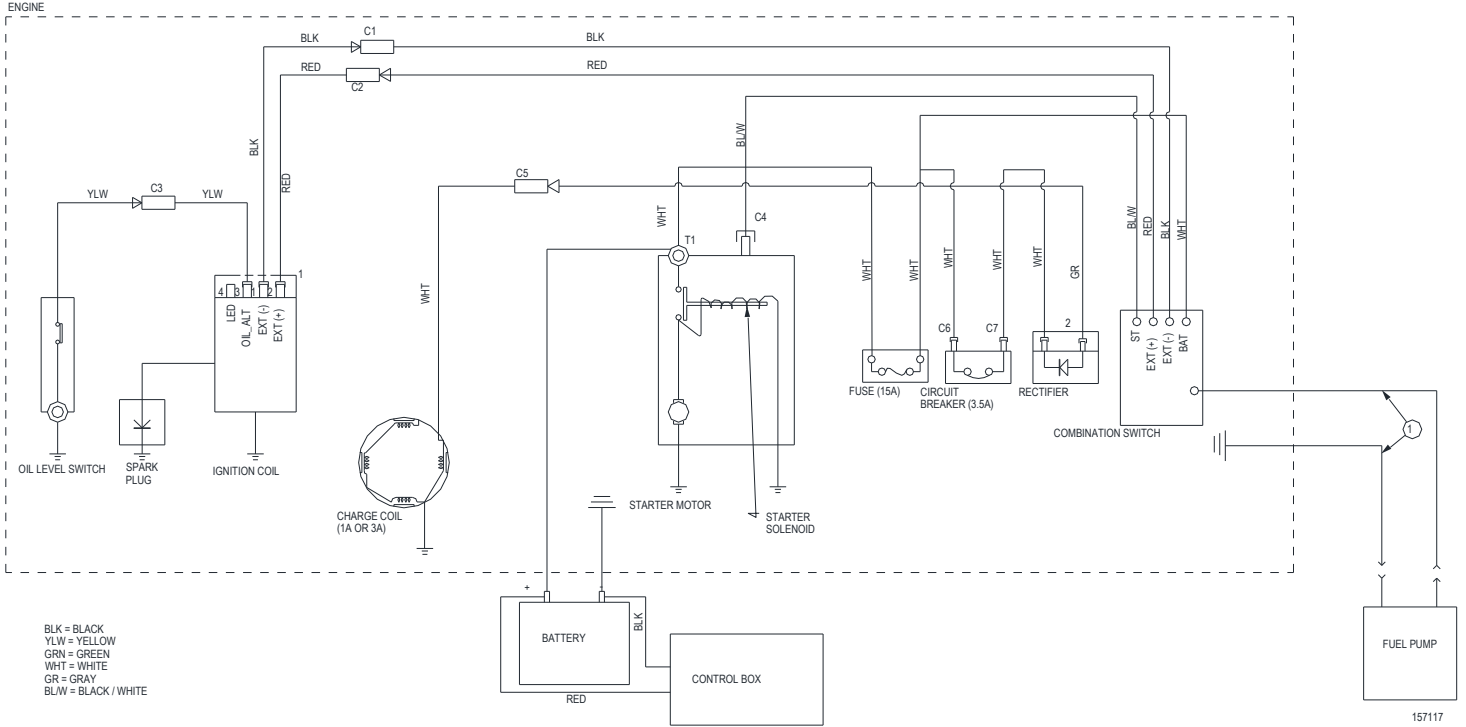 ENGINE
C1
BLK
BLK
RED
RED
C2
BLK
RED
BL/W
C5
YLW
C3
YLW
WHT
C4
T1
WHT
WHT
WHT
WHT
WHT
WHT
GR
BL/W
RED
BLK
WHT
1
4
3
1
2
LED
OIL_ALT
EXT (-)
EXT (+)
C6
C7
2
ST
EXT (+)
EXT (-)
BAT
FUSE (15A)
CIRCUIT
BREAKER (3.5A)
RECTIFIER
COMBINATION SWITCH
1
OIL LEVEL SWITCH
SPARK
PLUG
IGNITION COIL
CHARGE COIL
(1A OR 3A)
STARTER MOTOR
STARTER
SOLENOID
+
-
BATTERY
BLK
RED
CONTROL BOX
FUEL PUMP
BLK = BLACK
YLW = YELLOW
GRN = GREEN
WHT = WHITE
GR = GRAY
BL/W = BLACK / WHITE
157117